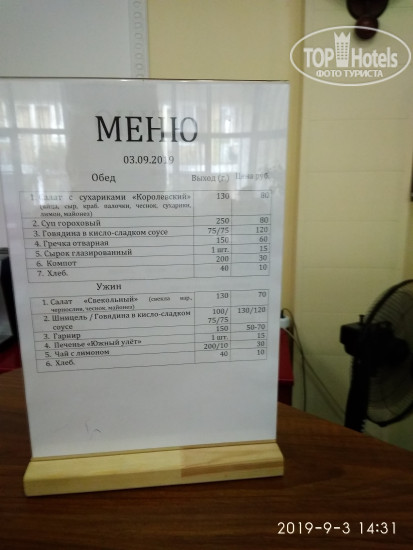 TOP Hotels
ФОТО ТУРИСТА
МЕНЮ
03.09.2019
Обед Выход (г.) Цена руб.
1. Салат с сухариками «Королевский» 130 80
(яйца, сыр, краб. палочки, чеснок, сухарики,
лимон, майонез)
2. Суп гороховый 250 80
3. Говядина в кисло-сладком соусе 75/75 120
4. Гречка отварная 150 60
5. Сырок глазированный 1 шт. 15
6. Компот 200 30
7. Хлеб. 40 10
Ужин
1. Салат «Свекольный» (свекла мар., 130 70
чернослив, чеснок, майонез)
2. Шницель / Говядина в кисло-сладком 100/ 130/120
соусе 75/75
3. Гарнир 150 50-70
4. Печенье «Южный улёт» 1 шт. 15
5. Чай с лимоном 200/10 30
6. Хлеб. 40 10
2019-9-3 14:31